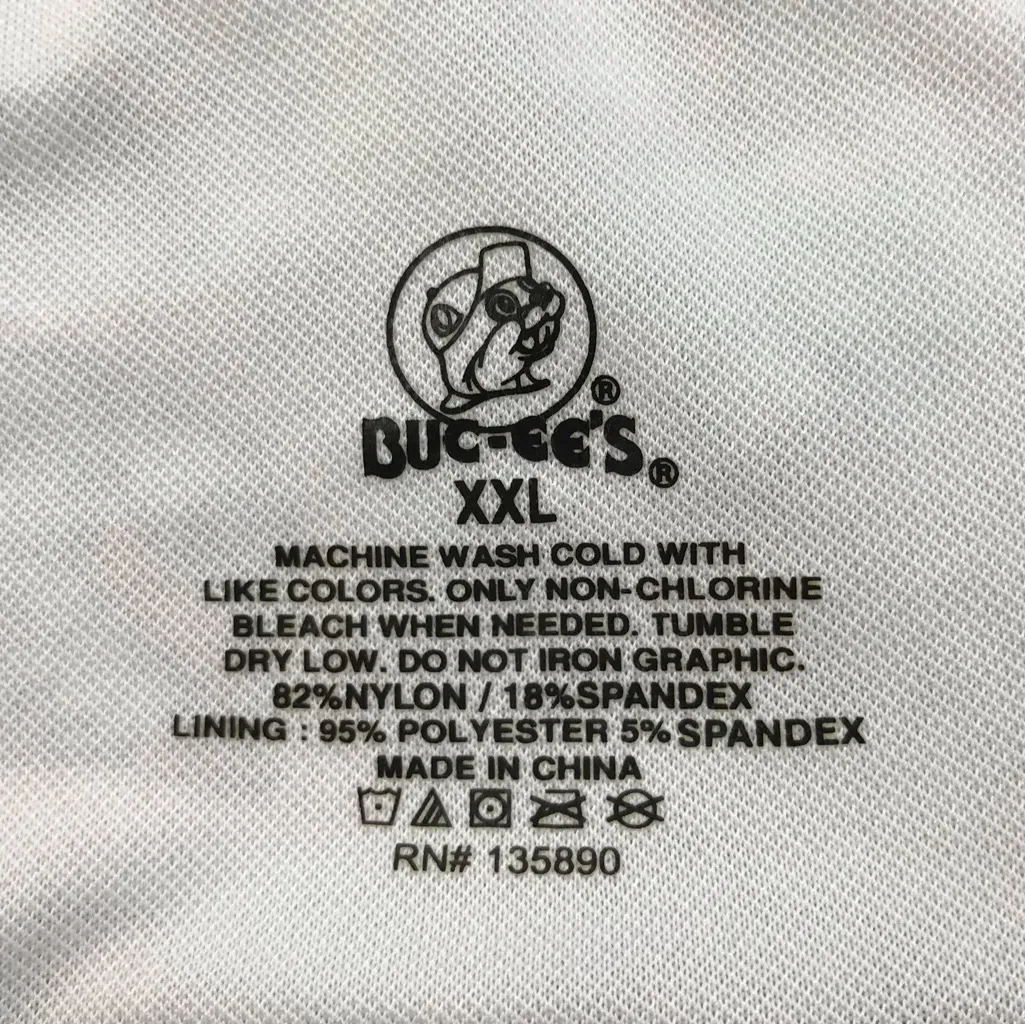 ®
BUC-EE'S®
XXL
MACHINE WASH COLD WITH
LIKE COLORS. ONLY NON-CHLORINE
BLEACH WHEN NEEDED. TUMBLE
DRY LOW. DO NOT IRON GRAPHIC.
82%NYLON / 18%SPANDEX
LINING : 95% POLYESTER 5% SPANDEX
MADE IN CHINA
RN# 135890